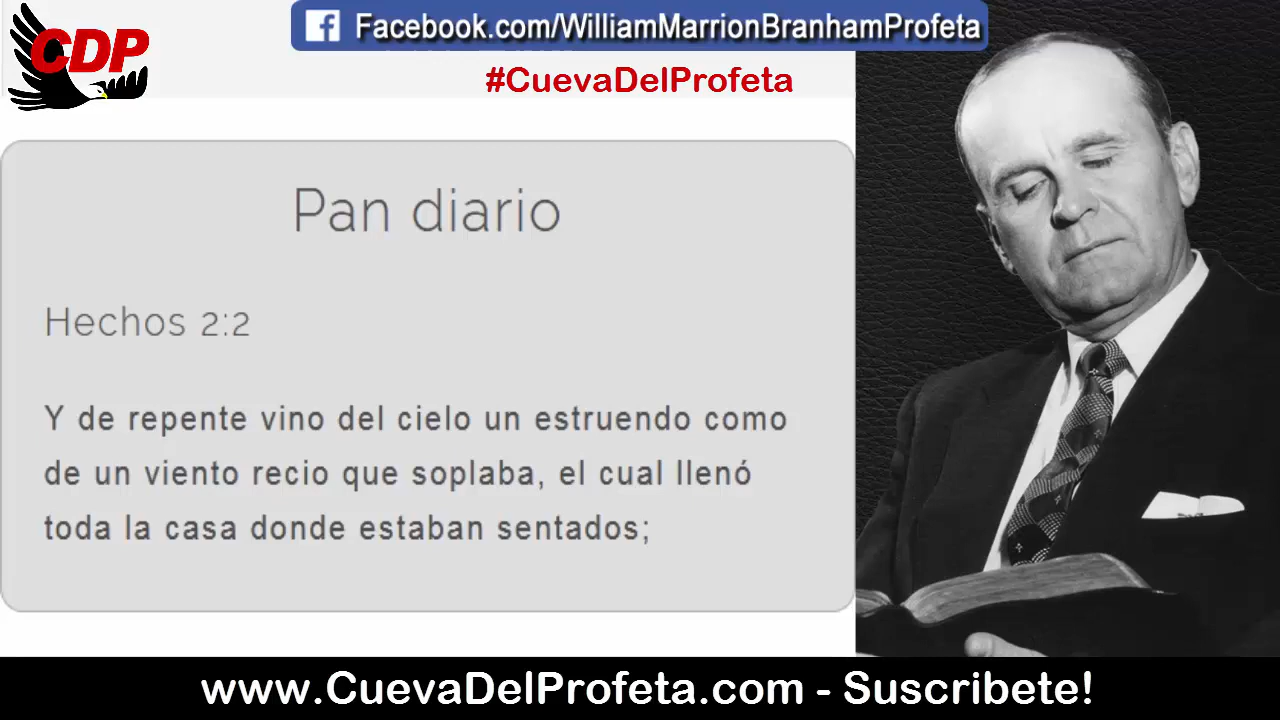 CDP
Facebook.com/WilliamMarrionBranhamProfeta
#CuevaDelProfeta
Pan diario
Hechos 2:2
Y de repente vino del cielo un estruendo como
de un viento recio que soplaba, el cual llenó
toda la casa donde estaban sentados;
www.CuevaDelProfeta.com - Suscribete!